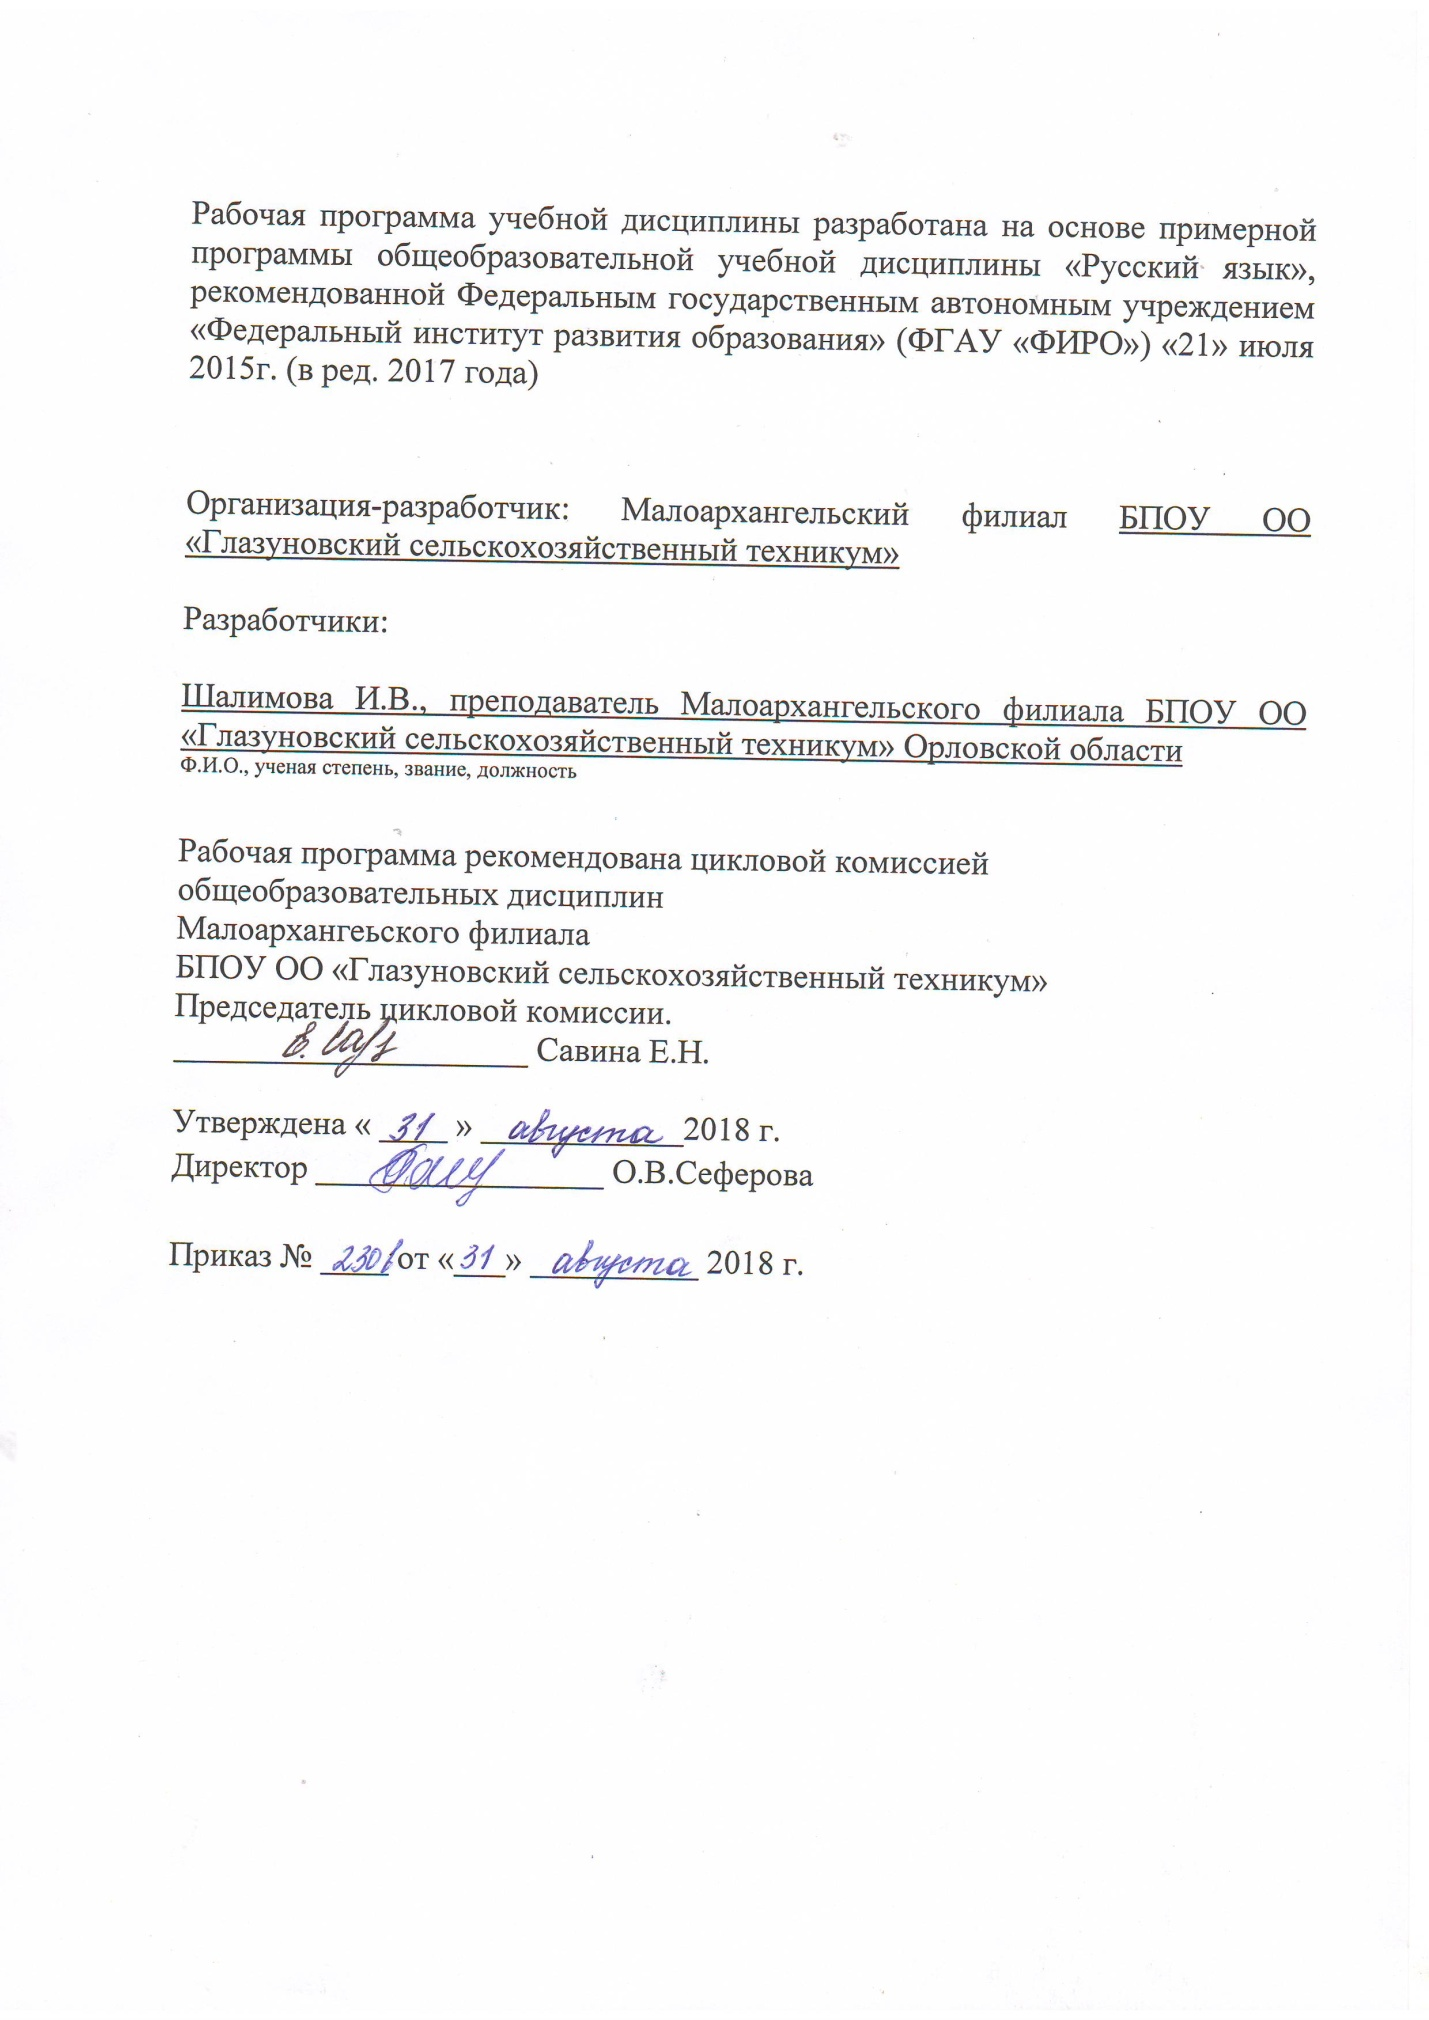 Рабочая программа учебной дисциплины разработана на основе примерной
программы общеобразовательной учебной дисциплины «Русский язык»,
рекомендованной Федеральным государственным автономным учреждением
«Федеральный институт развития образования» (ФГАУ «ФИРО») «21» июля
2015г. (в ред. 2017 года)
Организация-разработчик: Малоархангельский филиал БПОУ ОО
«Глазуновский сельскохозяйственный техникум»
Разработчики:
Шалимова И.В., преподаватель Малоархангельского филиала БПОУ ОО
«Глазуновский сельскохозяйственный техникум» Орловской области
Ф.И.О., ученая степень, звание, должность
Рабочая программа рекомендована цикловой комиссией
общеобразовательных дисциплин
Малоархангеьского филиала
БПОУ ОО «Глазуновский сельскохозяйственный техникум»
Председатель цикловой комиссии.
Савина Е.Н.
Утверждена « 31 » августа 2018 г.
Директор О.В.Сеферова
Приказ № от «31» августа 2018 г.